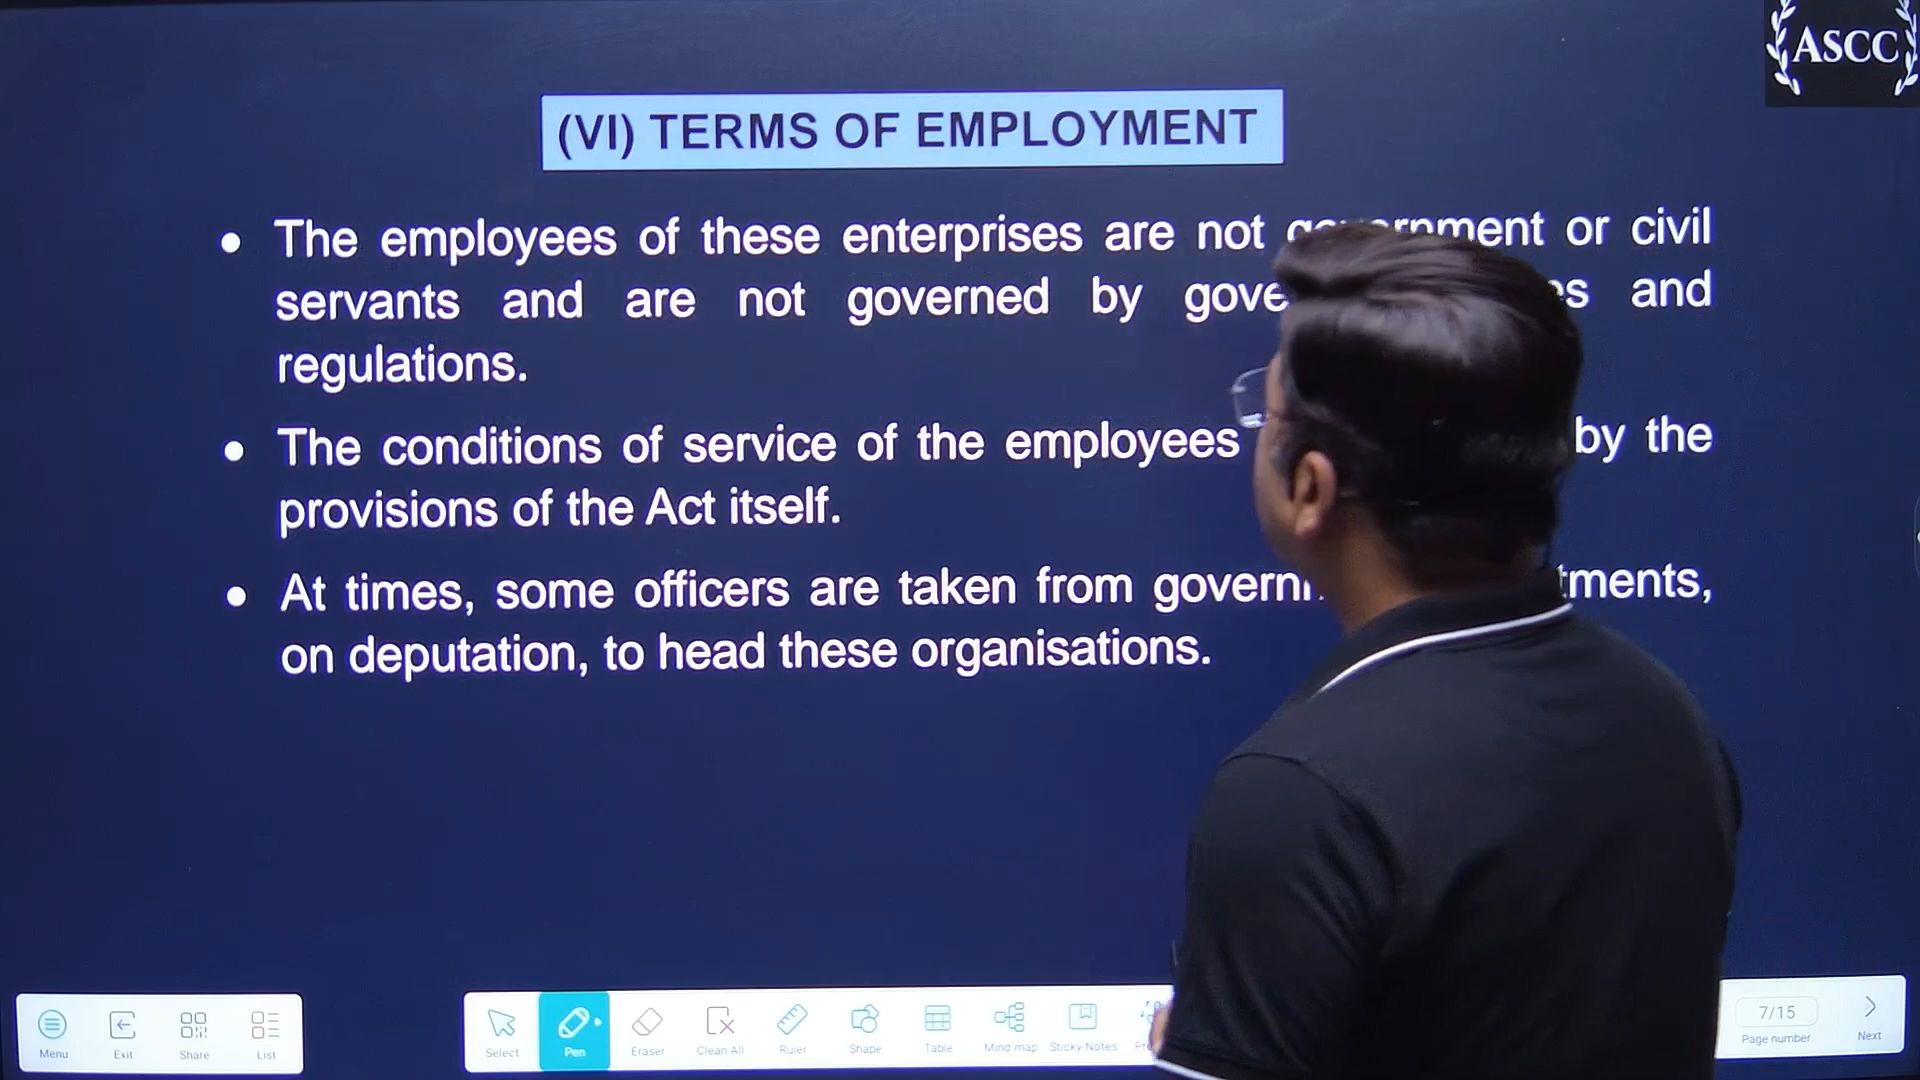 ASCC
(VI) TERMS OF EMPLOYMENT
• The employees of these enterprises are not government or civil
servants and are not governed by and
regulations.
• The conditions of service of the employees by the
provisions of the Act itself.
• At times, some officers are taken from
on deputation, to head these organisations.
Menu Exit Share List
Select Pen Eraser Clean All Ruler Shape Table Mind map Sticky-Notes
7/15
Page number Next